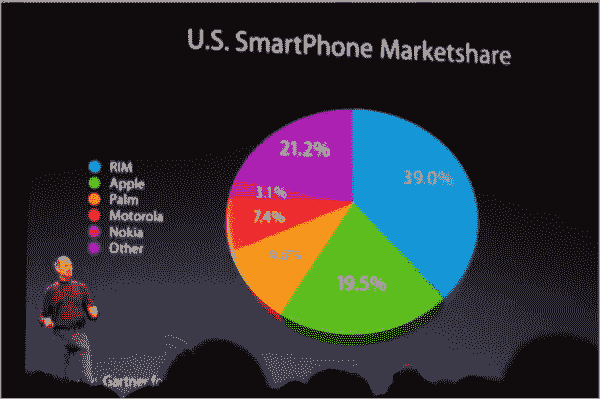 U.S. SmartPhone Marketshare
RIM
Apple
Palm
Motorola
Nokia
Other
21.2%
39.0%
3.1%
7.4%
19.5%
Gartner